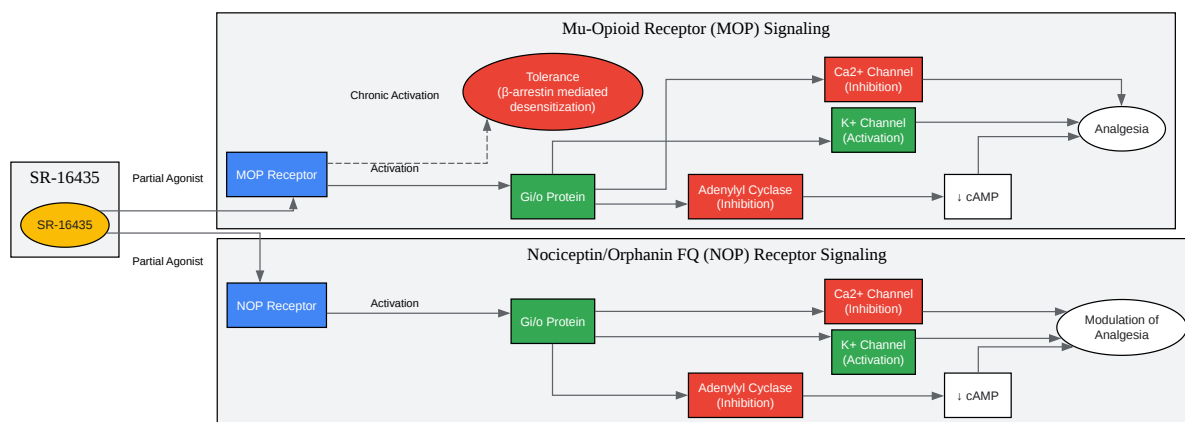 Mu-Opioid Receptor (MOP) Signaling
Tolerance
(β-arrestin mediated
desensitization)
Chronic Activation
Ca2+ Channel
(Inhibition)
K+ Channel
(Activation)
Analgesia
SR-16435
SR-16435
Partial Agonist
MOP Receptor
Activation
Gi/o Protein
Adenylyl Cyclase
(Inhibition)
↓ cAMP
Partial Agonist
Nociceptin/Orphanin FQ (NOP) Receptor Signaling
NOP Receptor
Activation
Gi/o Protein
Ca2+ Channel
(Inhibition)
K+ Channel
(Activation)
Modulation of
Analgesia
Adenylyl Cyclase
(Inhibition)
↓ cAMP